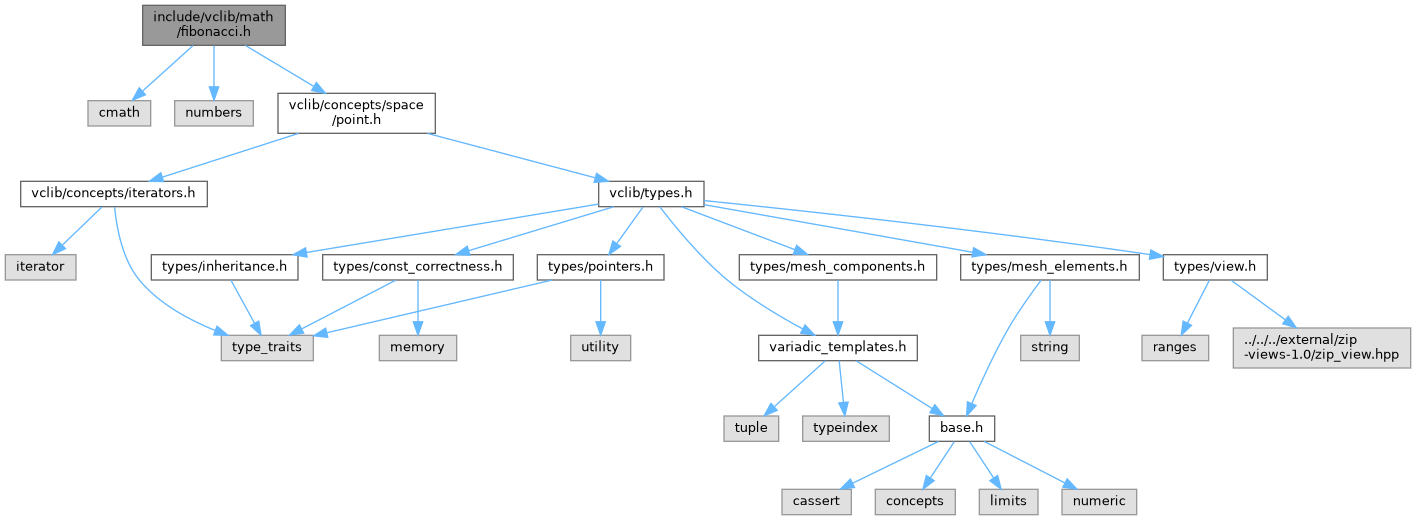 include/vclib/math
/fibonacci.h
cmath
numbers
vclib/concepts/space
/point.h
vclib/concepts/iterators.h
vclib/types.h
iterator
types/inheritance.h
types/const_correctness.h
types/pointers.h
types/mesh_components.h
types/mesh_elements.h
types/view.h
type_traits
memory
utility
variadic_templates.h
string
ranges
../../../external/zip
-views-1.0/zip_view.hpp
tuple
typeindex
base.h
cassert
concepts
limits
numeric